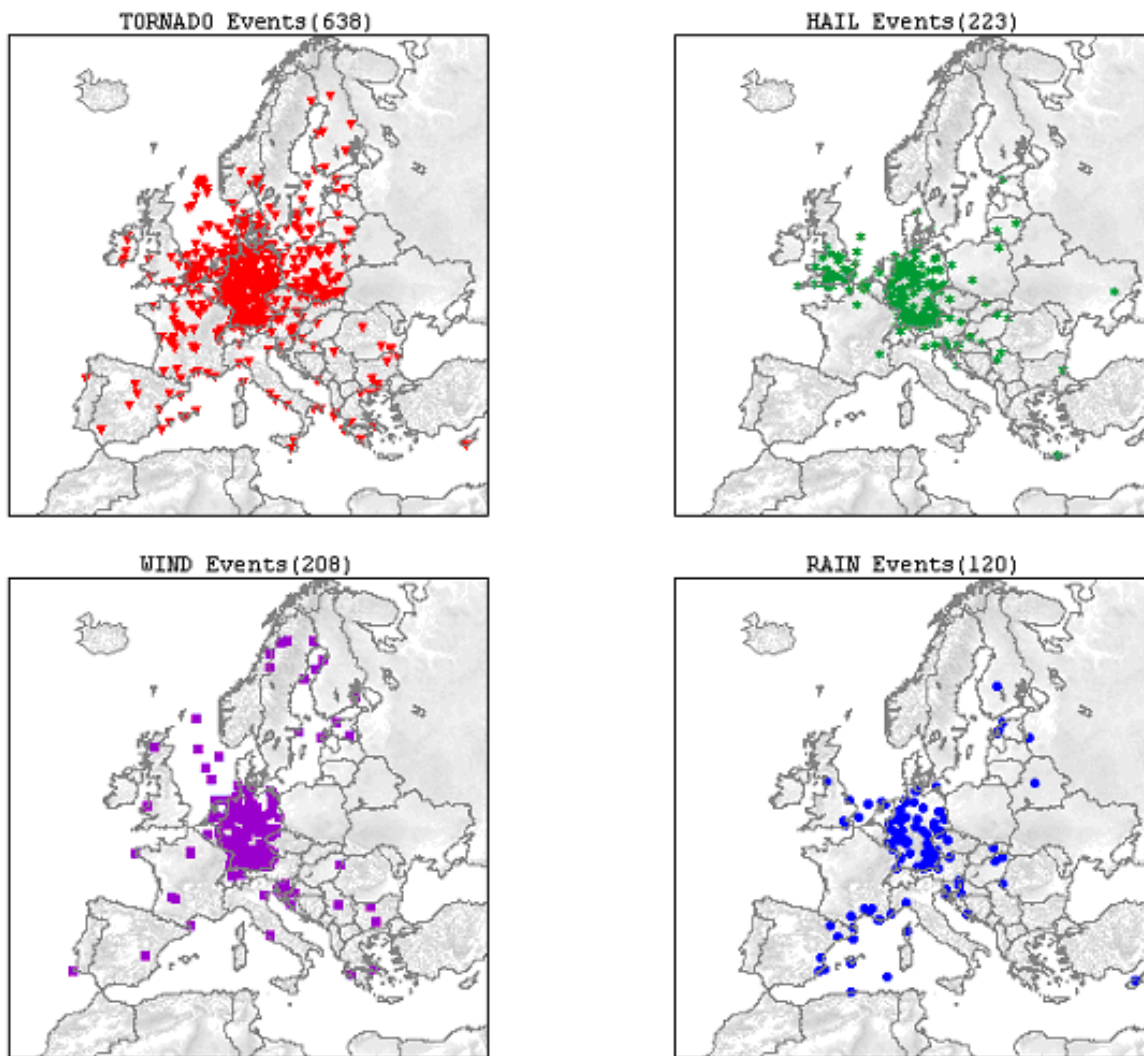 TORNADO Events(638)
HAIL Events(223)
WIND Events(208)
RAIN Events(120)